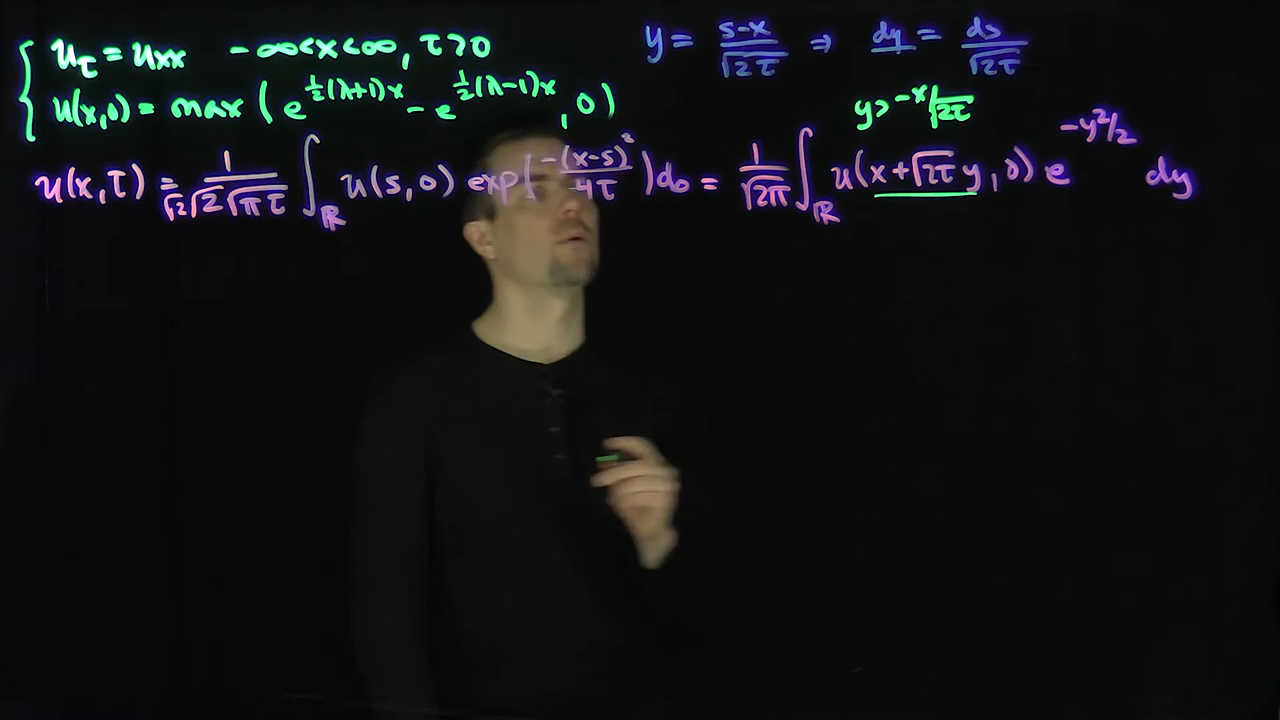 u_τ = u_xx -∞<x<∞, τ>0
u(x,0) = max ( e^{½(λ+1)x} - e^{½(λ-1)x}, 0 )
y = (s-x)/√2τ ⇒ dy = ds/√2τ
y > -x/√2τ
u(x,τ) = 1/(√2√2√πτ) ∫_ℝ u(s,0) exp( -(x-s)²/4τ ) ds = 1/√2π ∫_ℝ u(x+√2τ y, 0) e^{-y²/2} dy